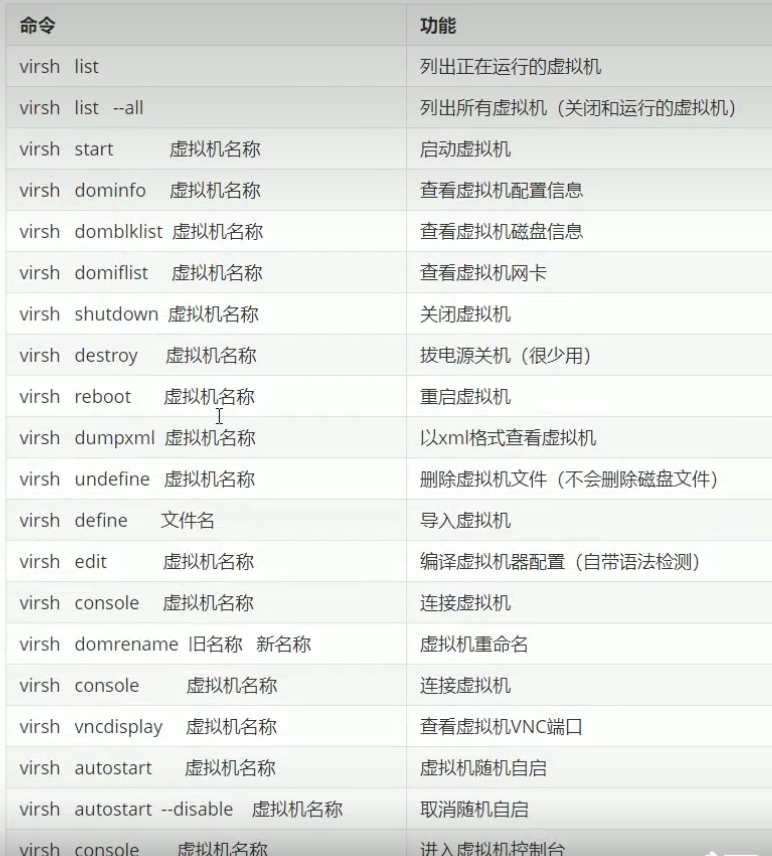 命令 功能
virsh list 列出正在运行的虚拟机
virsh list --all 列出所有虚拟机（关闭和运行的虚拟机）
virsh start 虚拟机名称 启动虚拟机
virsh dominfo 虚拟机名称 查看虚拟机配置信息
virsh domblklist 虚拟机名称 查看虚拟机磁盘信息
virsh domiflist 虚拟机名称 查看虚拟机网卡
virsh shutdown 虚拟机名称 关闭虚拟机
virsh destroy 虚拟机名称 拔电源关机（很少用）
virsh reboot 虚拟机名称 重启虚拟机
virsh dumpxml 虚拟机名称 以xml格式查看虚拟机
virsh undefine 虚拟机名称 删除虚拟机文件（不会删除磁盘文件）
virsh define 文件名 导入虚拟机
virsh edit 虚拟机名称 编译虚拟机器配置（自带语法检测）
virsh console 虚拟机名称 连接虚拟机
virsh domrename 旧名称 新名称 虚拟机重命名
virsh console 虚拟机名称 连接虚拟机
virsh vncdisplay 虚拟机名称 查看虚拟机VNC端口
virsh autostart 虚拟机名称 虚拟机随机自启
virsh autostart --disable 虚拟机名称 取消随机自启
virsh console 虚拟机名称 进入虚拟机控制台